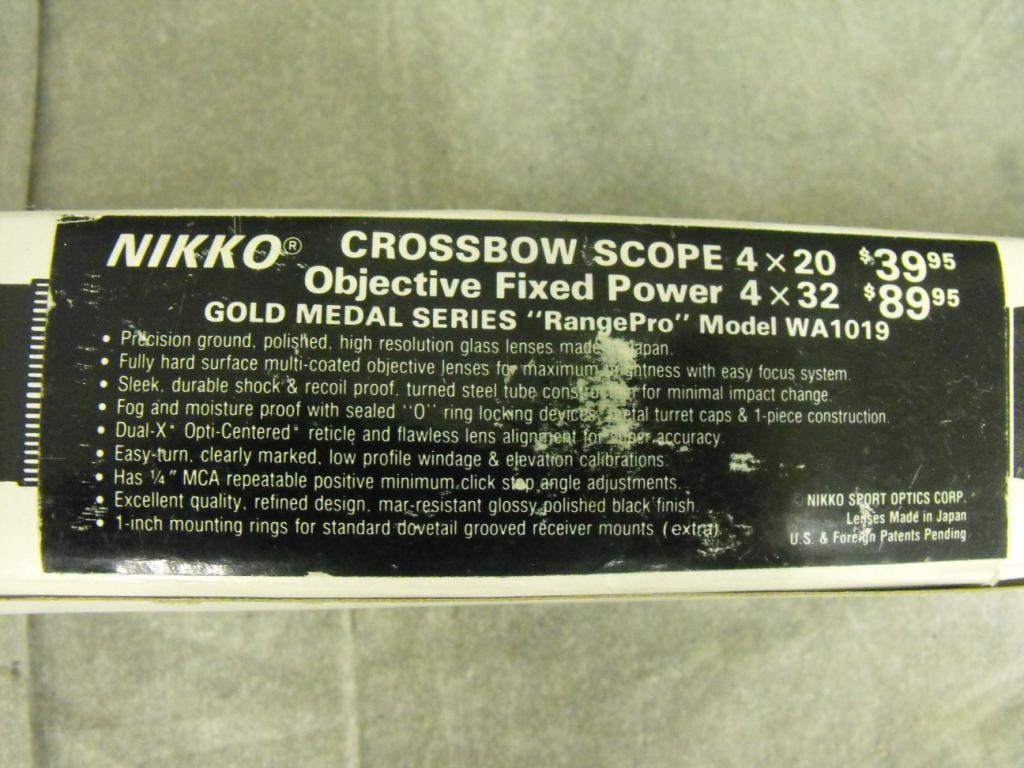 NIKKO® CROSSBOW SCOPE 4 × 20 $39.95
Objective Fixed Power 4 × 32 $89.95
GOLD MEDAL SERIES "RangePro" Model WA1019
• Precision ground, polished, high resolution glass lenses made Japan.
• Fully hard surface multi-coated objective lenses for maximum brightness with easy focus system.
• Sleek, durable shock & recoil proof, turned steel tube construction for minimal impact change.
• Fog and moisture proof with sealed "O" ring locking devices, metal turret caps & 1-piece construction.
• Dual-X® Opti-Centered® reticle and flawless lens alignment for super accuracy.
• Easy-turn, clearly marked, low profile windage & elevation calibrations.
• Has ¼" MCA repeatable positive minimum click stop angle adjustments.
• Excellent quality, refined design, mar-resistant glossy polished black finish.
• 1-inch mounting rings for standard dovetail grooved receiver mounts (extra)
© NIKKO SPORT OPTICS CORP.
Lenses Made in Japan
U.S. & Foreign Patents Pending